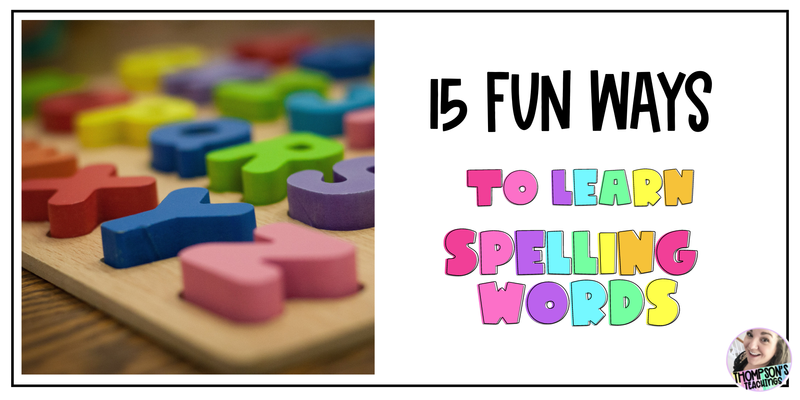 P Q R S
X Y Z
15 FUN WAYS
TO LEARN
SPELLING
WORDS
THOMPSON'S
TEACHINGS